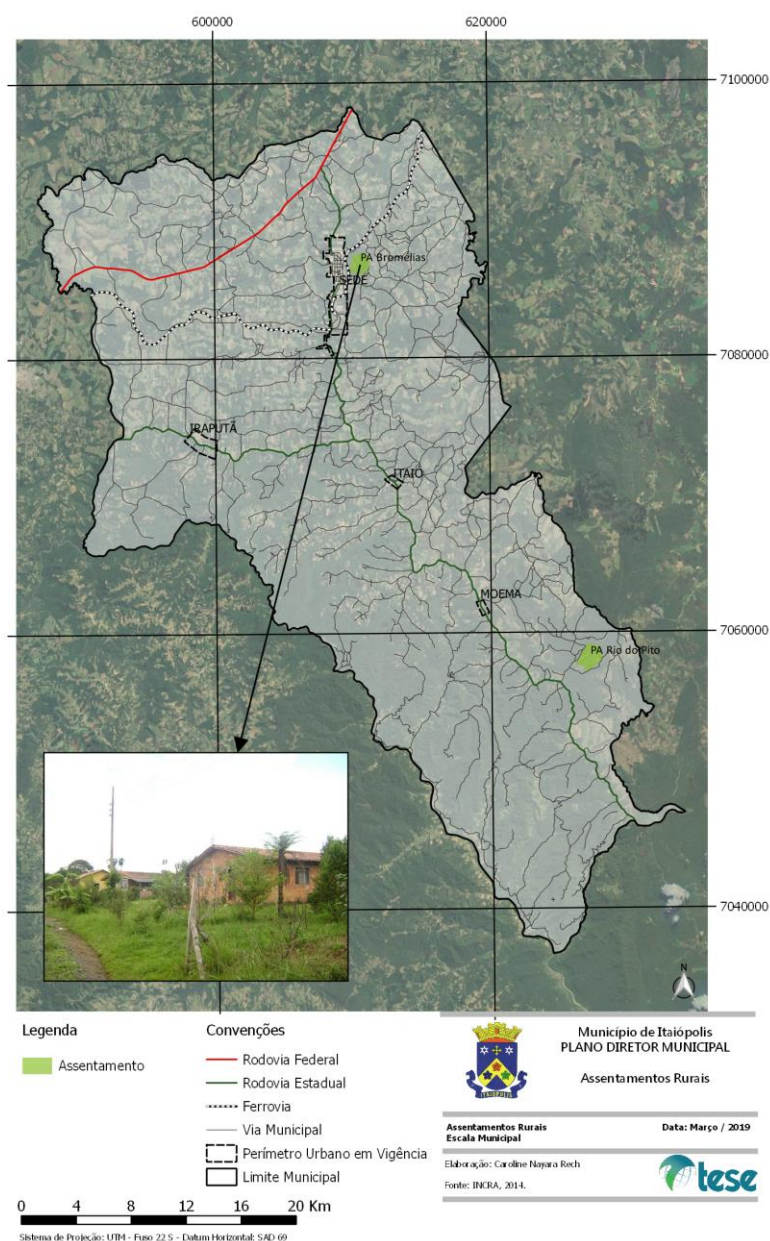 600000
620000
7100000
PA Bromélias
SEDE
7080000
IRAPUTÃ
ITAIÓ
MOEMA
7060000
PA Rio do Pito
7040000
N
Legenda
Assentamento
Convenções
Rodovia Federal
Rodovia Estadual
Ferrovia
Via Municipal
Perímetro Urbano em Vigência
Limite Municipal
0 4 8 12 16 20 Km
Sistema de Projeção: UTM - Fuso 22 S - Datum Horizontal: SAD 69
ITAIÓPOLIS
Município de Itaiópolis
PLANO DIRETOR MUNICIPAL
Assentamentos Rurais
Assentamentos Rurais
Escala Municipal
Data: Março / 2019
Elaboração: Caroline Nayara Rech
Fonte: INCRA, 2014.
tese